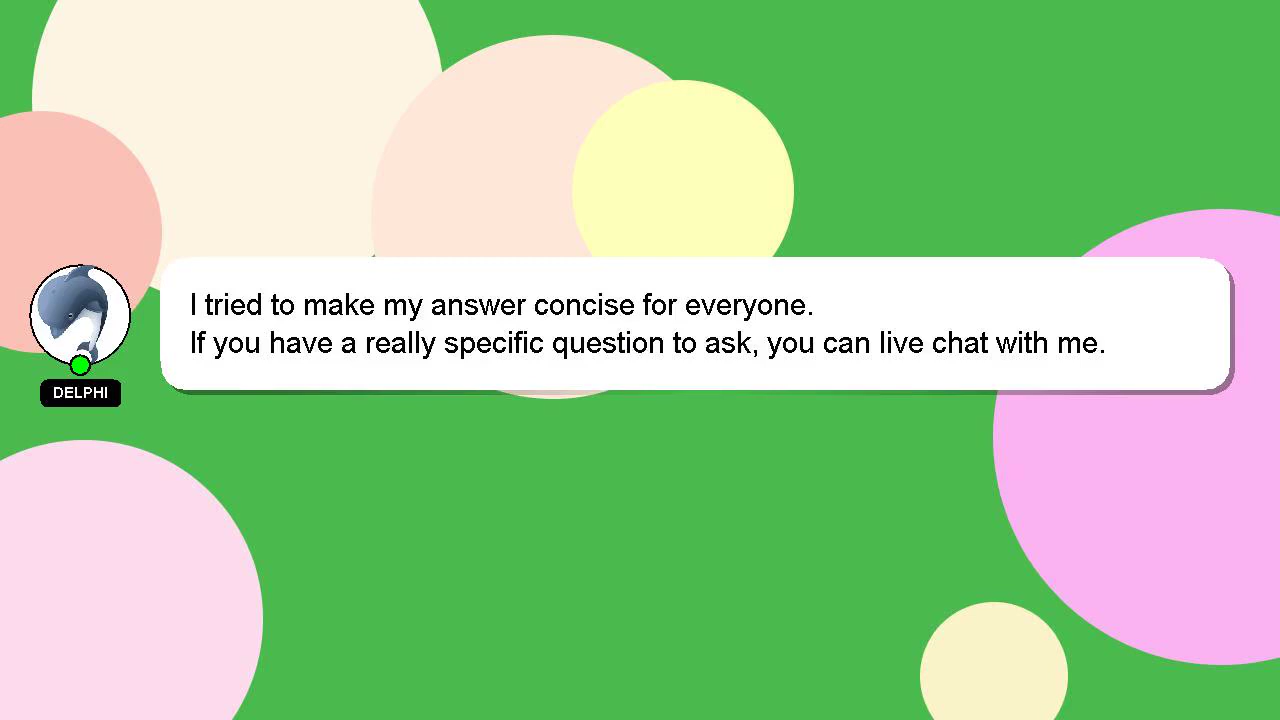 I tried to make my answer concise for everyone.
If you have a really specific question to ask, you can live chat with me.
DELPHI